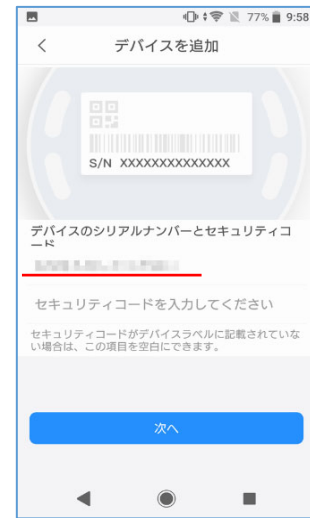 77% 9:58
デバイスを追加
S/N XXXXXXXXXXXXXX
デバイスのシリアルナンバーとセキュリティコ
ード
セキュリティコードを入力してください
セキュリティコードがデバイスラベルに記載されていな
い場合は、この項目を空白にできます。
次へ